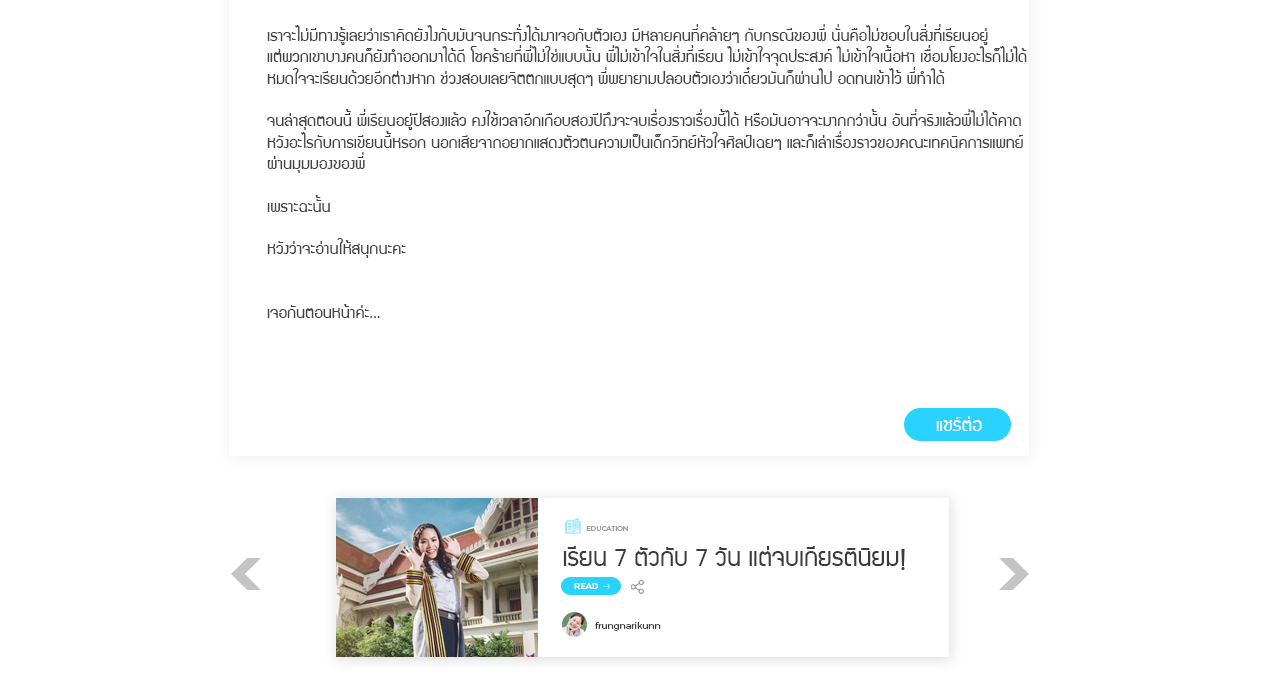 เราจะไม่มีทางรู้เลยว่าเราคิดยังไงกับมันจนกระทั่งได้มาเจอกับตัวเอง มีหลายคนที่คล้ายๆ กับกรณีของพี่ นั่นคือไม่ชอบในสิ่งที่เรียนอยู่
แต่พวกเขาบางคนก็ยังทำออกมาได้ดี โชคร้ายที่พี่ไม่ใช่แบบนั้น พี่ไม่เข้าใจในสิ่งที่เรียน ไม่เข้าใจจุดประสงค์ ไม่เข้าใจเนื้อหา เชื่อมโยงอะไรก็ไม่ได้
หมดใจจะเรียนด้วยอีกต่างหาก ช่วงสอบเลยจิตตกแบบสุดๆ พี่พยายามปลอบตัวเองว่าเดี๋ยวมันก็ผ่านไป อดทนเข้าไว้ พี่ทำได้
จนล่าสุดตอนนี้ พี่เรียนอยู่ปีสองแล้ว คงใช้เวลาอีกเกือบสองปีถึงจะจบเรื่องราวเรื่องนี้ได้ หรือมันอาจจะมากกว่านั้น อันที่จริงแล้วพี่ไม่ได้คาด
หวังอะไรกับการเขียนนี้หรอก นอกเสียจากอยากแสดงตัวตนความเป็นเด็กวิทย์หัวใจศิลป์เฉยๆ และก็เล่าเรื่องราวของคณะเทคนิคการแพทย์
ผ่านมุมมองของพี่
เพราะฉะนั้น
หวังว่าจะอ่านให้สนุกนะคะ
เจอกันตอนหน้าค่ะ...
แชร์ต่อ
EDUCATION
เรียน 7 ตัวกับ 7 วัน แต่จบเกียรตินิยม!
READ →
frungnarikunn